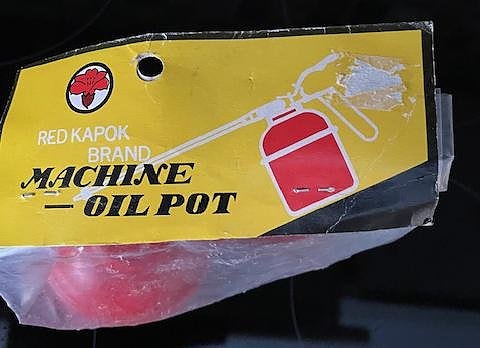 RED KAPOK
BRAND
MACHINE
— OIL POT